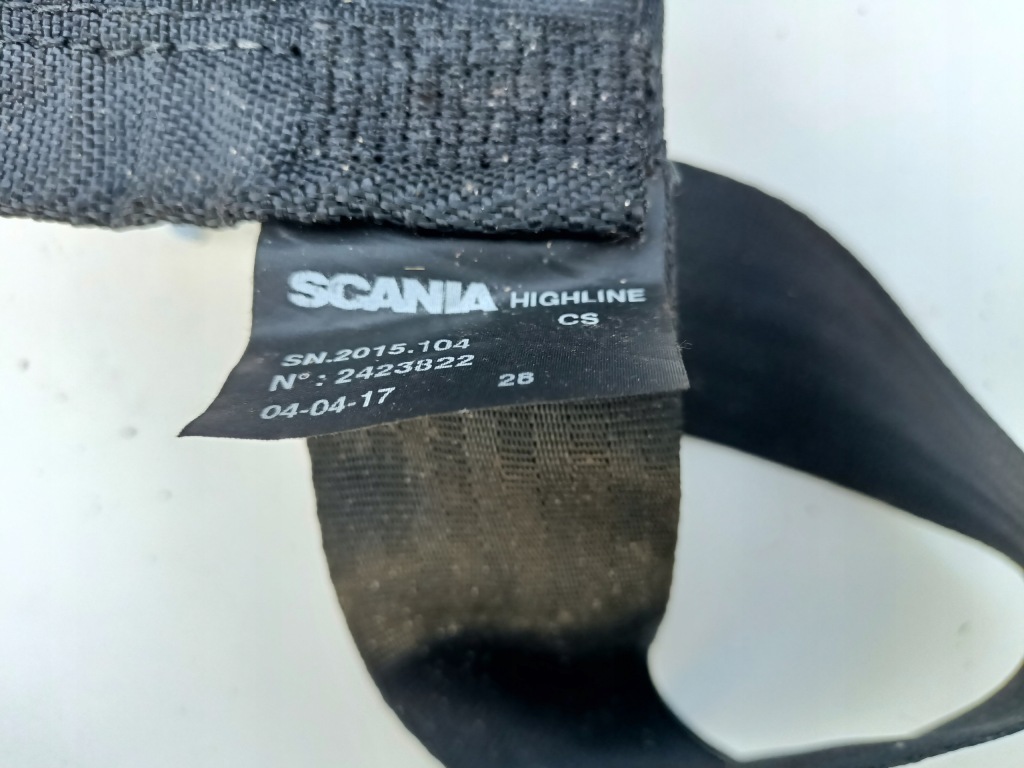 SCANIA HIGHLINE
CS
SN.2015.104
N° : 2423822
04-04-17 28